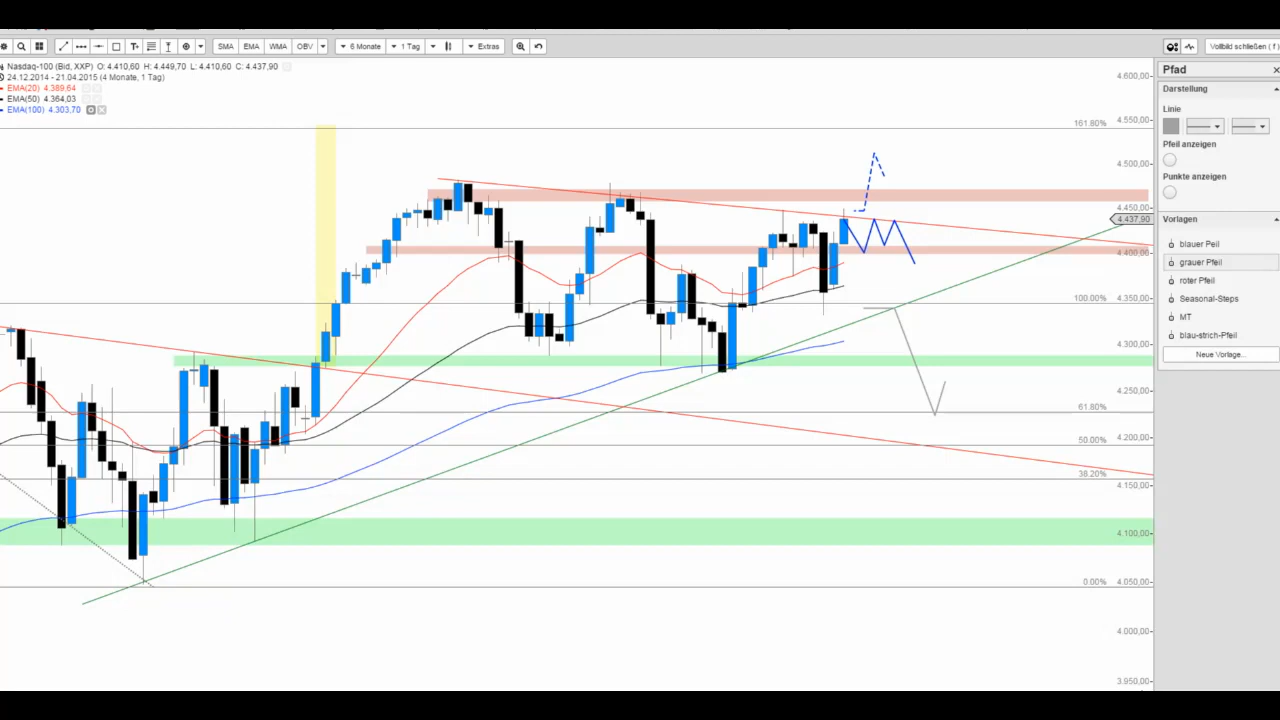 SMA EMA WMA OBV 6 Monate 1 Tag Extras Vollbild schließen ( f )
Nasdaq-100 (Bid, XXP) O: 4.410,60 H: 4.449,70 L: 4.410,60 C: 4.437,90
24.12.2014 - 21.04.2015 (4 Monate, 1 Tag)
EMA(20) 4.389,64
EMA(50) 4.364,03
EMA(100) 4.303,70
161.80%
100.00%
61.80%
50.00%
38.20%
0.00%
4.600,00
4.550,00
4.500,00
4.450,00
4.437,90
4.400,00
4.350,00
4.300,00
4.250,00
4.200,00
4.150,00
4.100,00
4.050,00
4.000,00
3.950,00
Pfad
Darstellung
Linie
Pfeil anzeigen
Punkte anzeigen
Vorlagen
blauer Peil
grauer Pfeil
roter Pfeil
Seasonal-Steps
MT
blau-strich-Pfeil
Neue Vorlage...